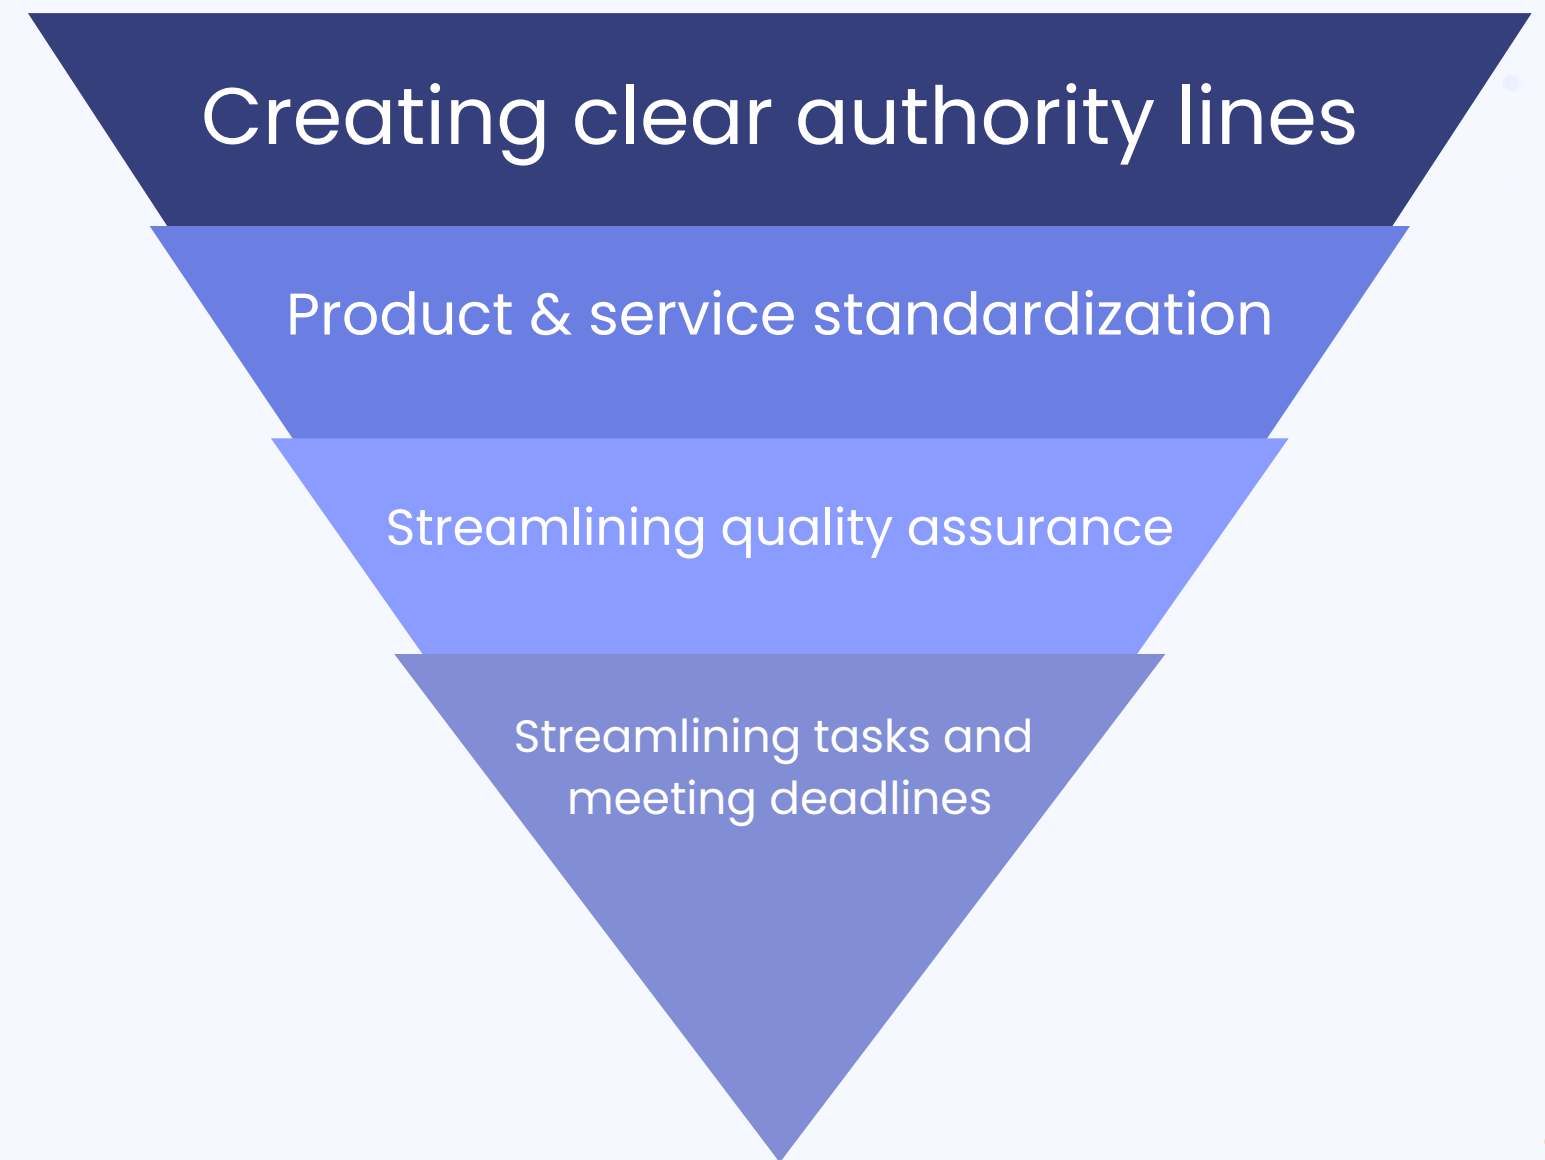 Creating clear authority lines
Product & service standardization
Streamlining quality assurance
Streamlining tasks and
meeting deadlines